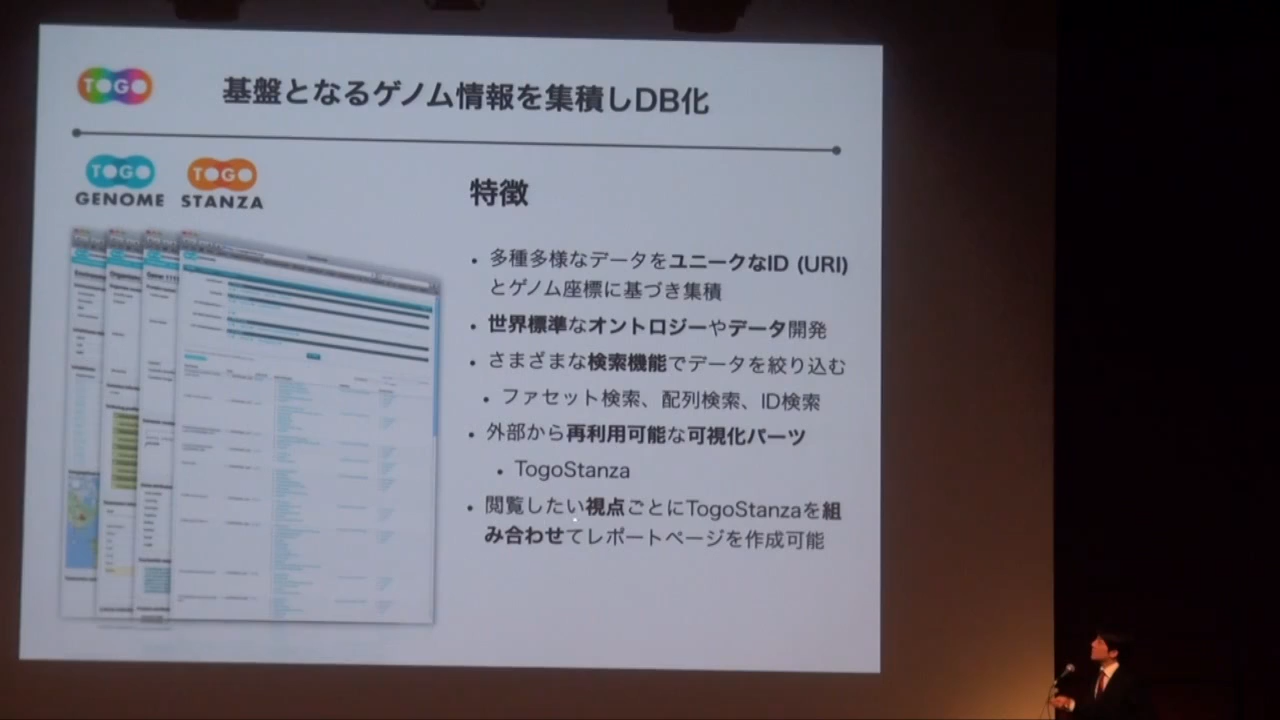 TOGO
基盤となるゲノム情報を集積しDB化
TOGO
GENOME
TOGO
STANZA
特徴
・多種多様なデータをユニークなID (URI)
とゲノム座標に基づき集積
・世界標準なオントロジーやデータ開発
・さまざまな検索機能でデータを絞り込む
・ファセット検索、配列検索、ID検索
・外部から再利用可能な可視化パーツ
・TogoStanza
・閲覧したい視点ごとにTogoStanzaを組
み合わせてレポートページを作成可能